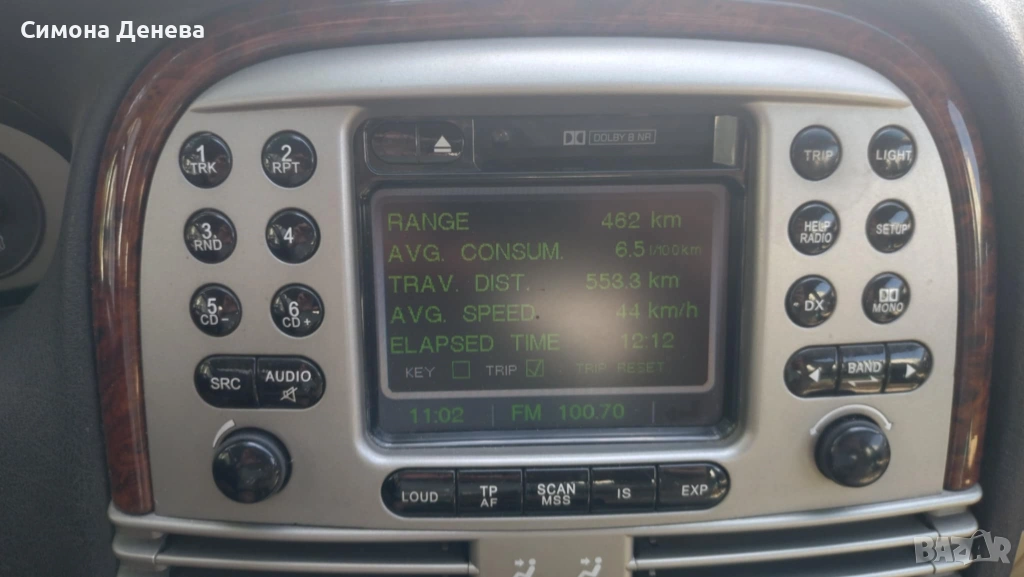 Симона Денева
DOLBY B NR
1 TRK
2 RPT
3 RND
4
5 CD-
6 CD+
SRC
AUDIO
TRIP
LIGHT
HELP RADIO
SETUP
DX
MONO
BAND
RANGE 462 km
AVG. CONSUM. 6.5 l/100km
TRAV. DIST. 553.3 km
AVG. SPEED. 44 km/h
ELAPSED TIME 12:12
KEY TRIP TRIP RESET
11:02 FM 100.70
LOUD
TP AF
SCAN MSS
IS
EXP
BAZAR